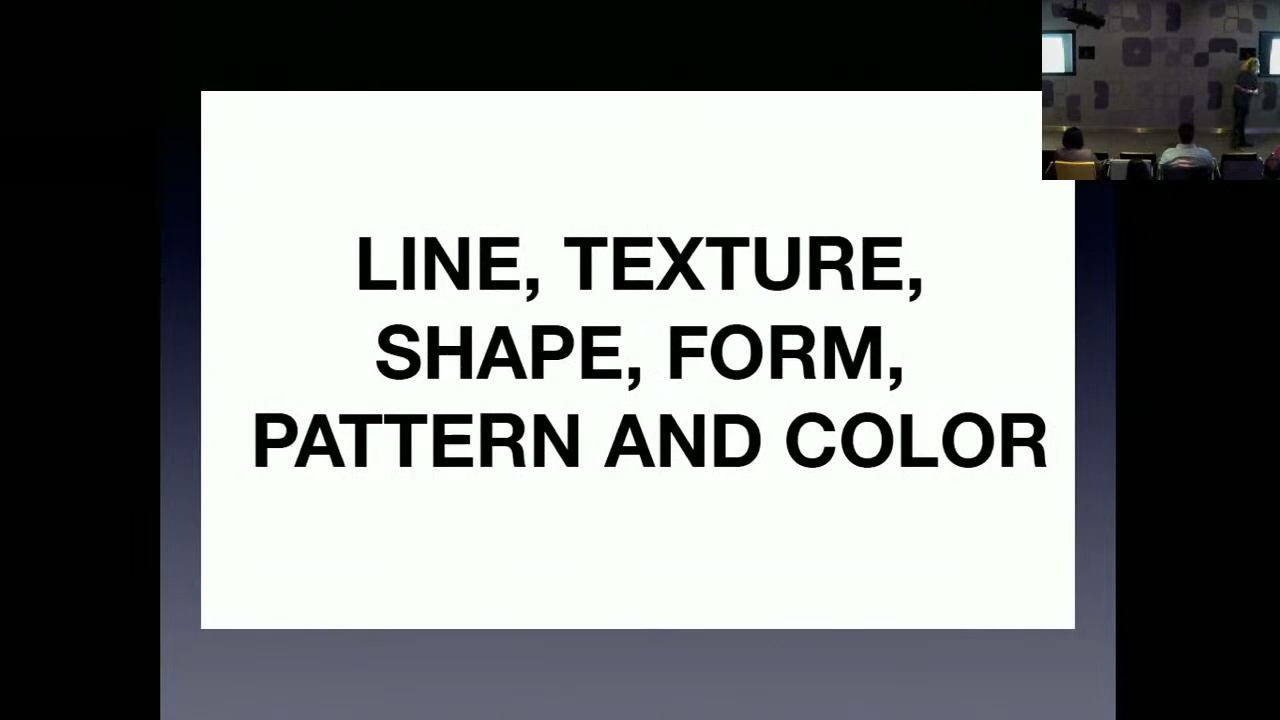 LINE, TEXTURE,
SHAPE, FORM,
PATTERN AND COLOR